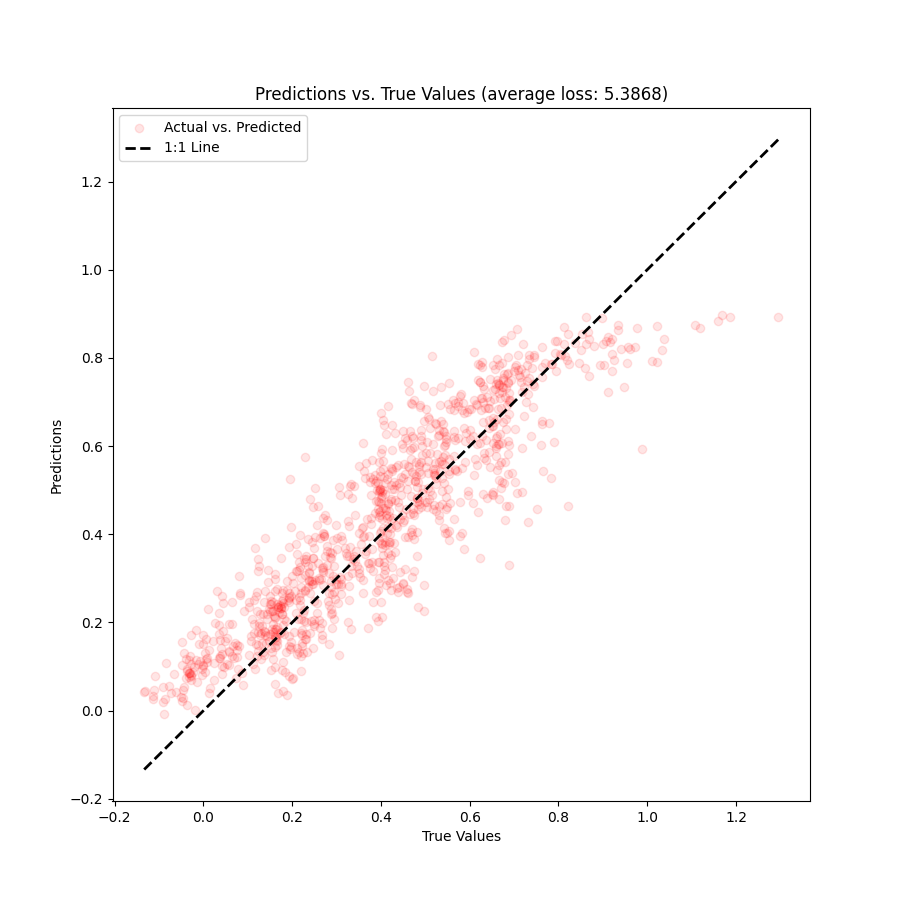 Predictions vs. True Values (average loss: 5.3868)
Actual vs. Predicted
1:1 Line
1.2
1.0
0.8
0.6
0.4
0.2
0.0
−0.2
Predictions
−0.2 0.0 0.2 0.4 0.6 0.8 1.0 1.2
True Values